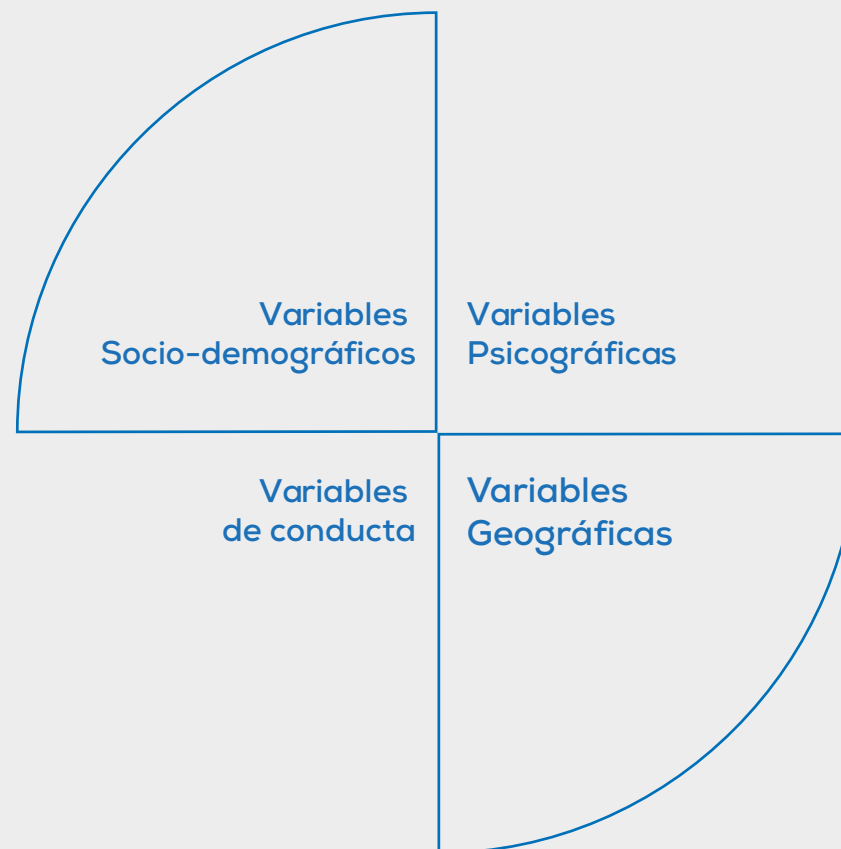 Variables
Socio-demográficos
Variables
Psicográficas
Variables
de conducta
Variables
Geográficas